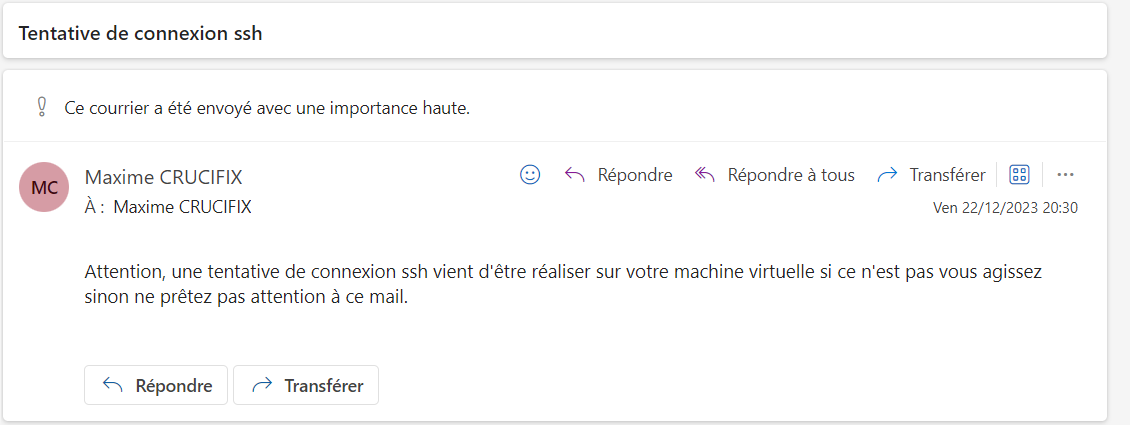 Tentative de connexion ssh
Ce courrier a été envoyé avec une importance haute.
MC
Maxime CRUCIFIX
Répondre
Répondre à tous
Transférer
À : Maxime CRUCIFIX
Ven 22/12/2023 20:30
Attention, une tentative de connexion ssh vient d'être réaliser sur votre machine virtuelle si ce n'est pas vous agissez
sinon ne prêtez pas attention à ce mail.
Répondre
Transférer